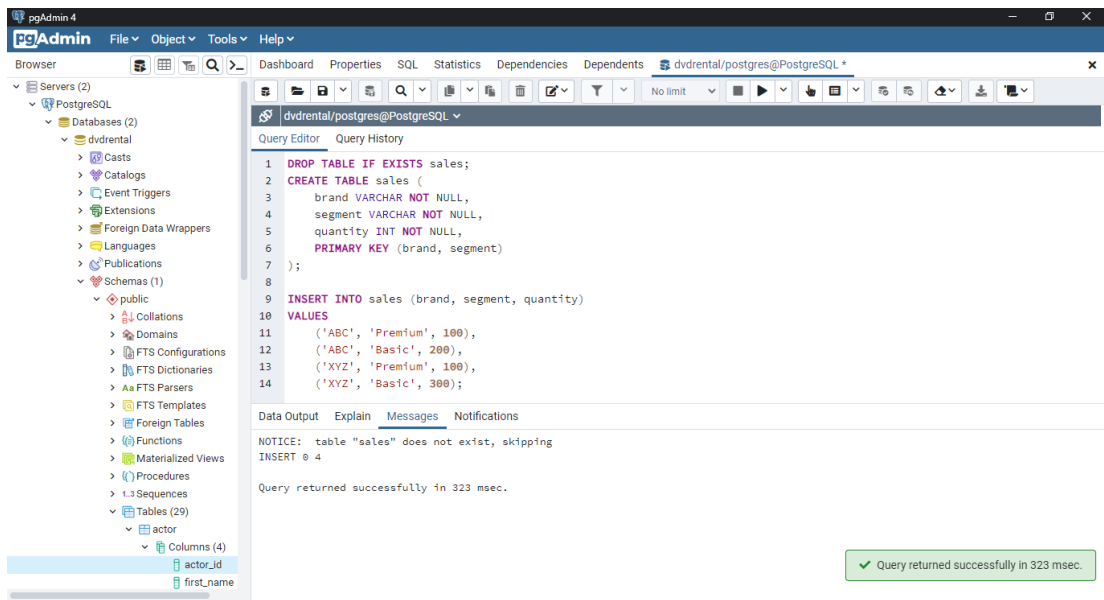 pgAdmin 4
pgAdmin File Object Tools Help
Browser Dashboard Properties SQL Statistics Dependencies Dependents dvdrental/postgres@PostgreSQL *
Servers (2)
PostgreSQL
Databases (2)
dvdrental
Casts
Catalogs
Event Triggers
Extensions
Foreign Data Wrappers
Languages
Publications
Schemas (1)
public
Collations
Domains
FTS Configurations
FTS Dictionaries
Aa FTS Parsers
FTS Templates
Foreign Tables
Functions
Materialized Views
Procedures
1..3 Sequences
Tables (29)
actor
Columns (4)
actor_id
first_name
No limit
dvdrental/postgres@PostgreSQL
Query Editor Query History
1 DROP TABLE IF EXISTS sales;
2 CREATE TABLE sales (
3 brand VARCHAR NOT NULL,
4 segment VARCHAR NOT NULL,
5 quantity INT NOT NULL,
6 PRIMARY KEY (brand, segment)
7 );
8
9 INSERT INTO sales (brand, segment, quantity)
10 VALUES
11 ('ABC', 'Premium', 100),
12 ('ABC', 'Basic', 200),
13 ('XYZ', 'Premium', 100),
14 ('XYZ', 'Basic', 300);
Data Output Explain Messages Notifications
NOTICE: table "sales" does not exist, skipping
INSERT 0 4
Query returned successfully in 323 msec.
Query returned successfully in 323 msec.